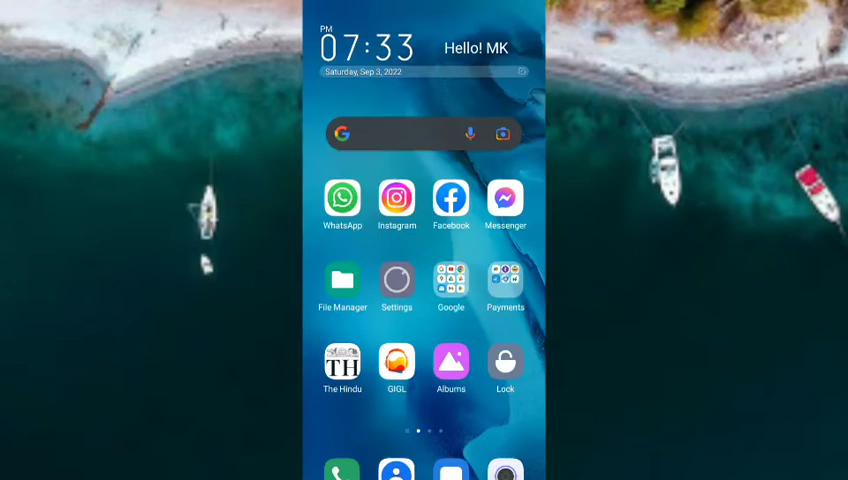 PM
07:33
Hello! MK
Saturday, Sep 3, 2022
WhatsApp
Instagram
Facebook
Messenger
File Manager
Settings
Google
Payments
TH
The Hindu
GIGL
Albums
Lock